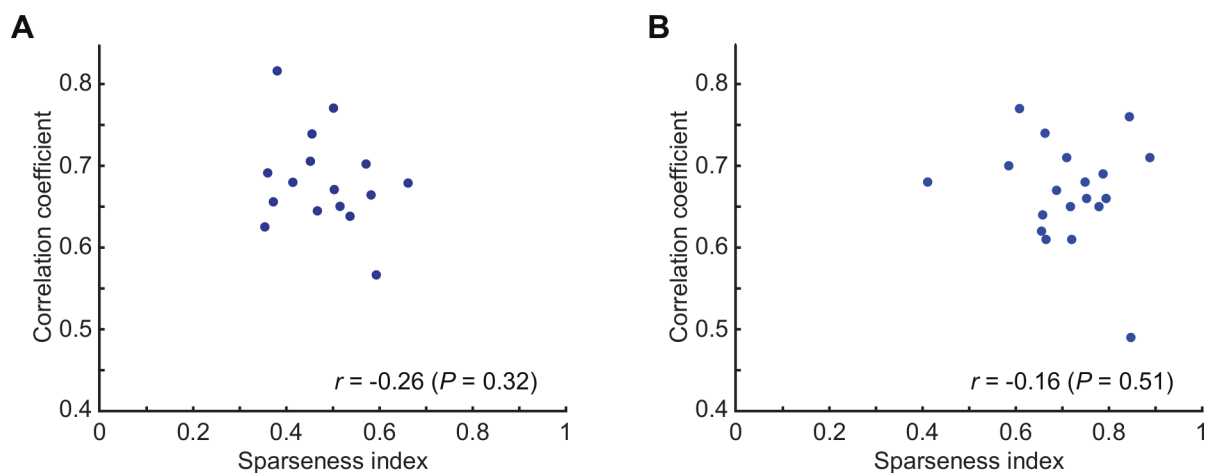 A
Correlation coefficient
0.8
0.7
0.6
0.5
0.4
r = -0.26 (P = 0.32)
0 0.2 0.4 0.6 0.8 1
Sparseness index
B
Correlation coefficient
0.8
0.7
0.6
0.5
0.4
r = -0.16 (P = 0.51)
0 0.2 0.4 0.6 0.8 1
Sparseness index